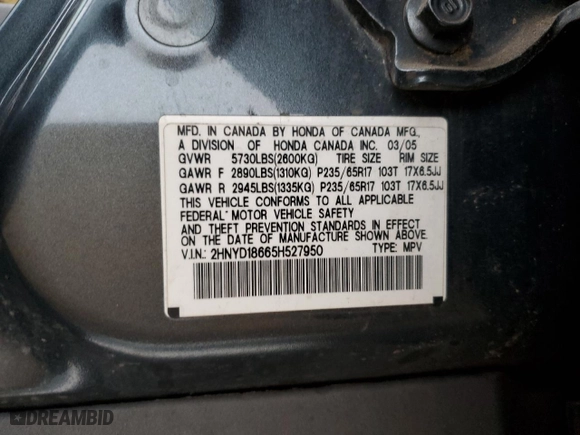 MFD. IN CANADA BY HONDA OF CANADA MFG.,
A DIVISION OF HONDA CANADA INC. 03/05
GVWR 5730LBS(2600KG) TIRE SIZE RIM SIZE
GAWR F 2890LBS(1310KG) P235/65R17 103T 17X6.5JJ
GAWR R 2945LBS(1335KG) P235/65R17 103T 17X6.5JJ
THIS VEHICLE CONFORMS TO ALL APPLICABLE
FEDERAL MOTOR VEHICLE SAFETY
AND THEFT PREVENTION STANDARDS IN EFFECT
ON THE DATE OF MANUFACTURE SHOWN ABOVE.
V.I.N.: 2HNYD18665H527950 TYPE: MPV
DREAMBID